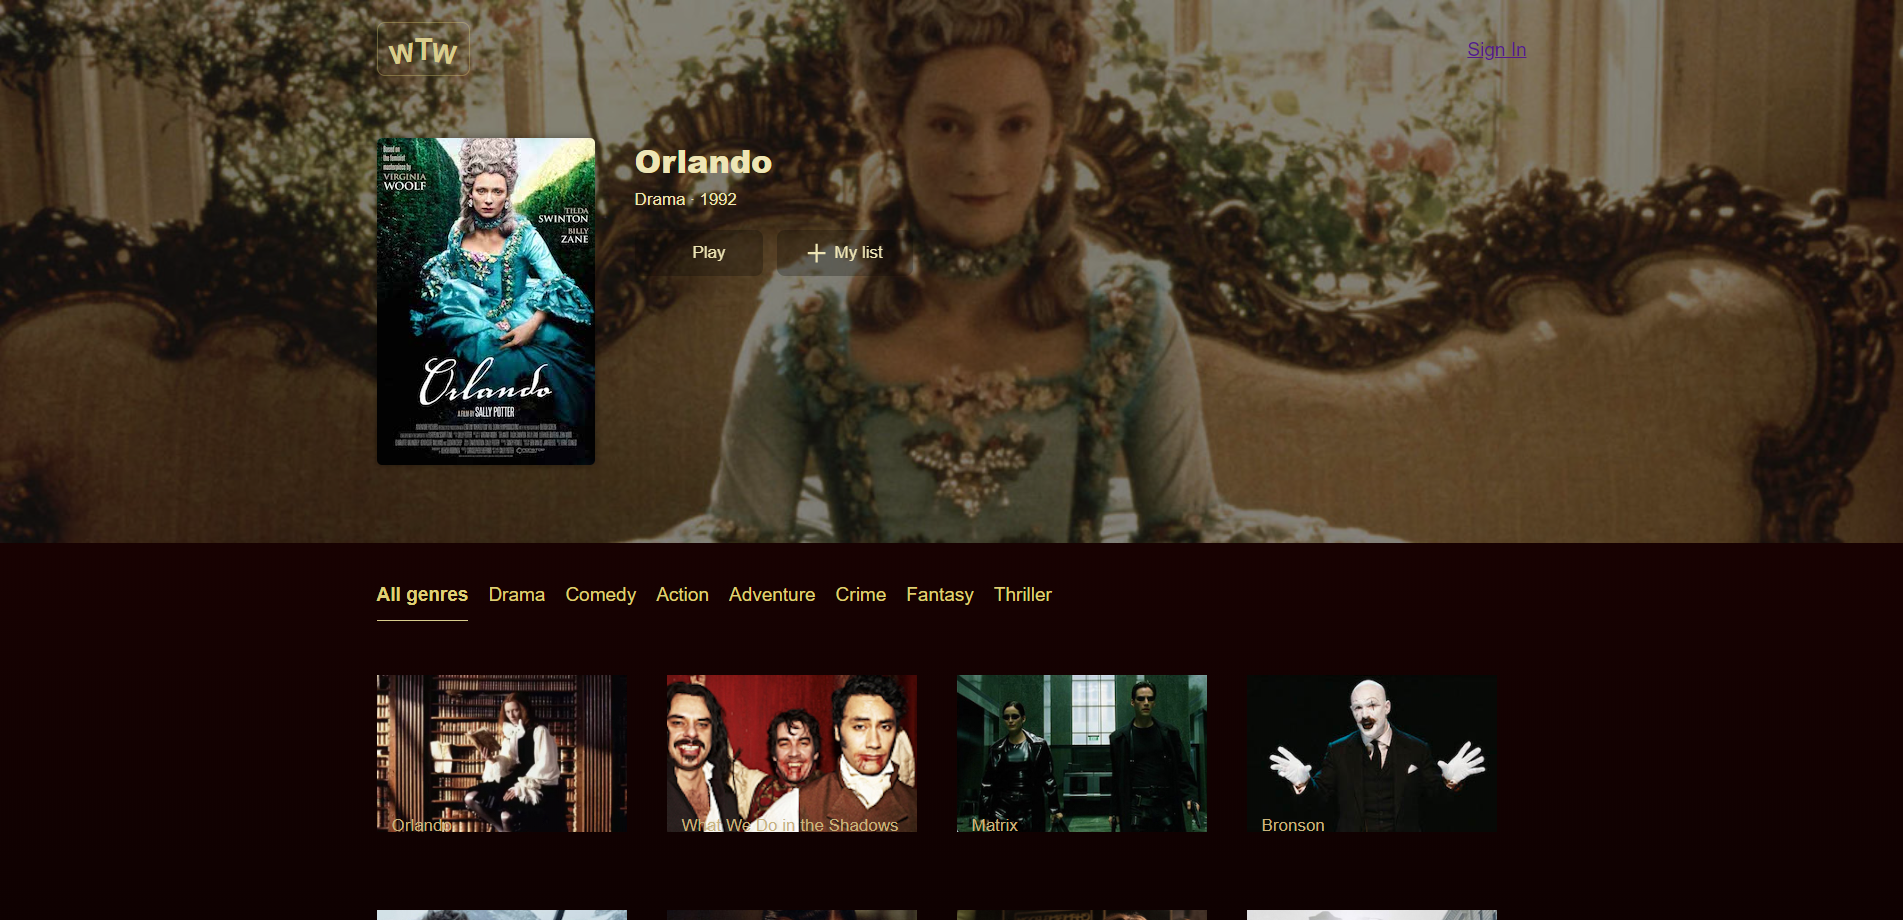 WTW
Sign In
Based on
the feminist
masterpiece by
VIRGINIA
WOOLF
TILDA
SWINTON
BILLY
ZANE
Orlando
A FILM BY SALLY POTTER
Orlando
Drama · 1992
Play
My list
All genres Drama Comedy Action Adventure Crime Fantasy Thriller
Orlando
What We Do in the Shadows
Matrix
Bronson